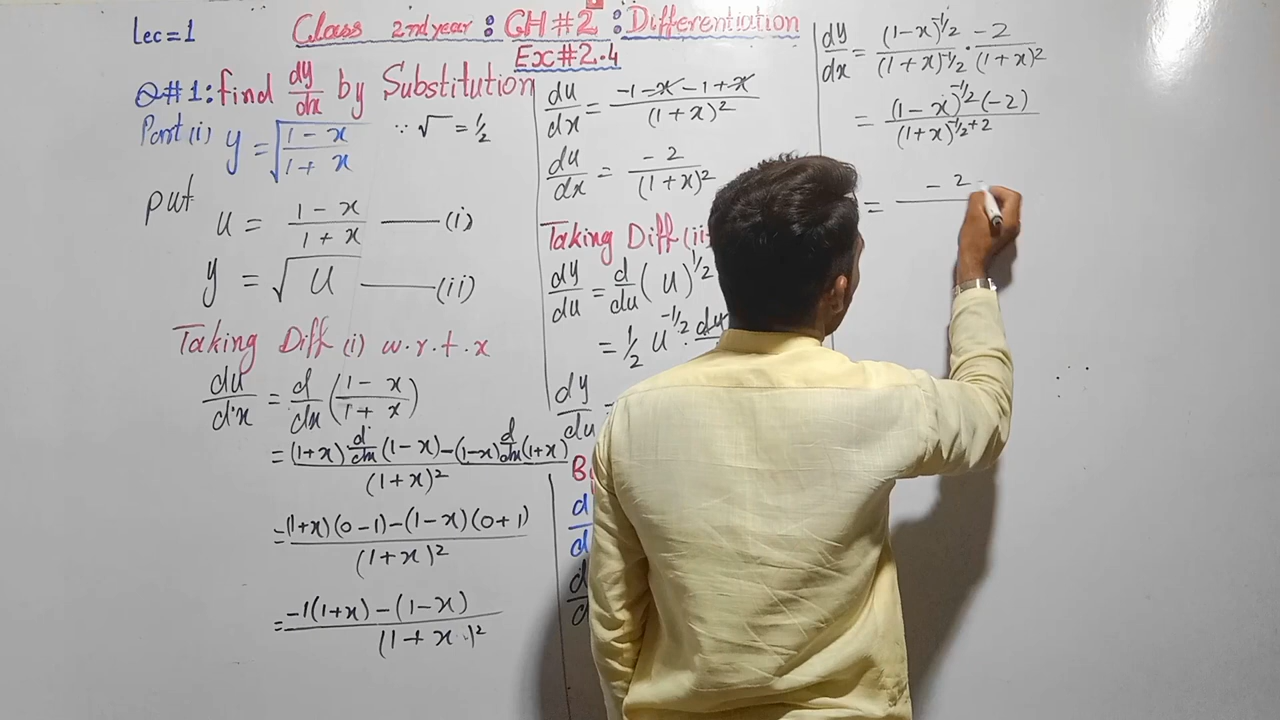 Lec=1
Class 2nd year : CH#2 : Differentiation
Ex#2.4
Q#1: Find dy/dx by Substitution
Part(i) y = √((1-x)/(1+x)) ∵ √ = 1/2
put
u = (1-x)/(1+x) ——(i)
y = √u ——(ii)
Taking Diff (i) w.r.t.x
du/dx = d/dx ((1-x)/(1+x))
= ((1+x) d/dx (1-x) - (1-x) d/dx (1+x))/(1+x)²
= ((1+x)(0-1)-(1-x)(0+1))/(1+x)²
= (-1(1+x)-(1-x))/(1+x)²
du/dx = (-1-x-1+x)/(1+x)²
du/dx = -2/(1+x)²
Taking Diff (ii)
dy/du = d/du (u)^1/2
= 1/2 u^-1/2 . du
dy/du
dy/dx = (1-x)^-1/2/(1+x)^-1/2 . -2/(1+x)²
= (1-x)^-1/2 (-2)/(1+x)^-1/2+2
= -2